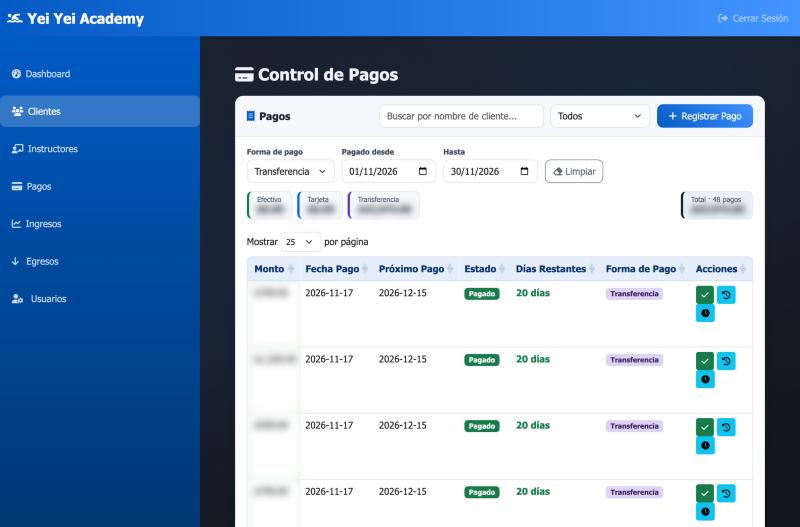 Yei Yei Academy
Cerrar Sesión
Dashboard
Clientes
Instructores
Pagos
Ingresos
Egresos
Usuarios
Control de Pagos
Pagos
Buscar por nombre de cliente...
Todos
+ Registrar Pago
Forma de pago
Pagado desde
Hasta
Transferencia
01/11/2026
30/11/2026
Limpiar
Efectivo
Tarjeta
Transferencia
Total · 48 pagos
Mostrar 25 por página
Monto Fecha Pago Próximo Pago Estado Días Restantes Forma de Pago Acciones
2026-11-17 2026-12-15 Pagado 20 días Transferencia
2026-11-17 2026-12-15 Pagado 20 días Transferencia
2026-11-17 2026-12-15 Pagado 20 días Transferencia
2026-11-17 2026-12-15 Pagado 20 días Transferencia